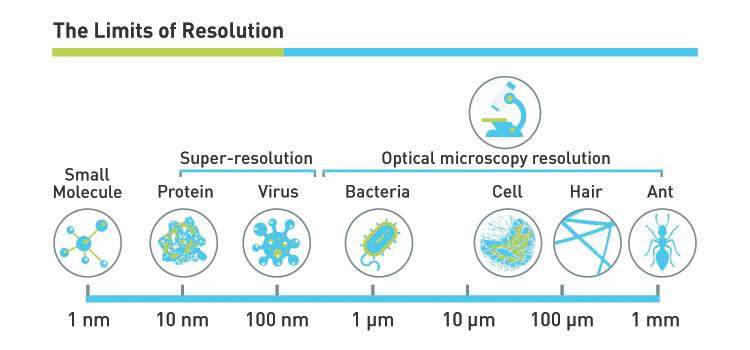 The Limits of Resolution
Super-resolution
Optical microscopy resolution
Small
Molecule
Protein
Virus
Bacteria
Cell
Hair
Ant
1 nm
10 nm
100 nm
1 µm
10 µm
100 µm
1 mm